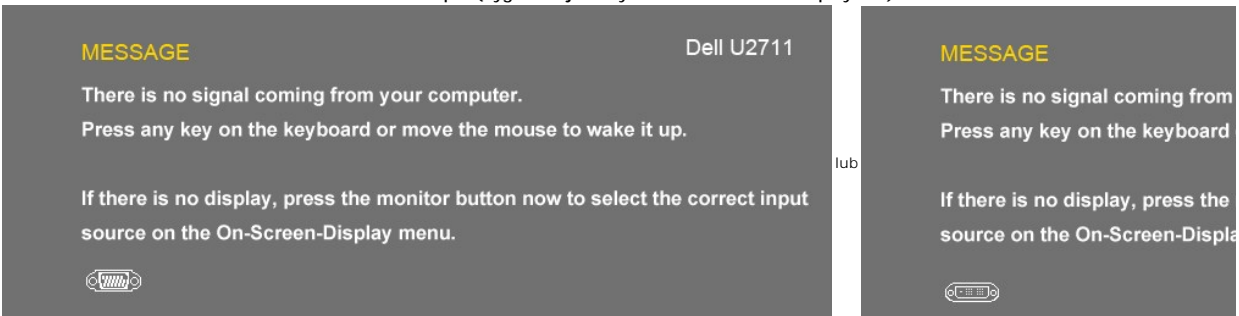 MESSAGE
Dell U2711
There is no signal coming from your computer.
Press any key on the keyboard or move the mouse to wake it up.
If there is no display, press the monitor button now to select the correct input
source on the On-Screen-Display menu.
lub
MESSAGE
There is no signal coming from
Press any key on the keyboard
If there is no display, press the
source on the On-Screen-Displa